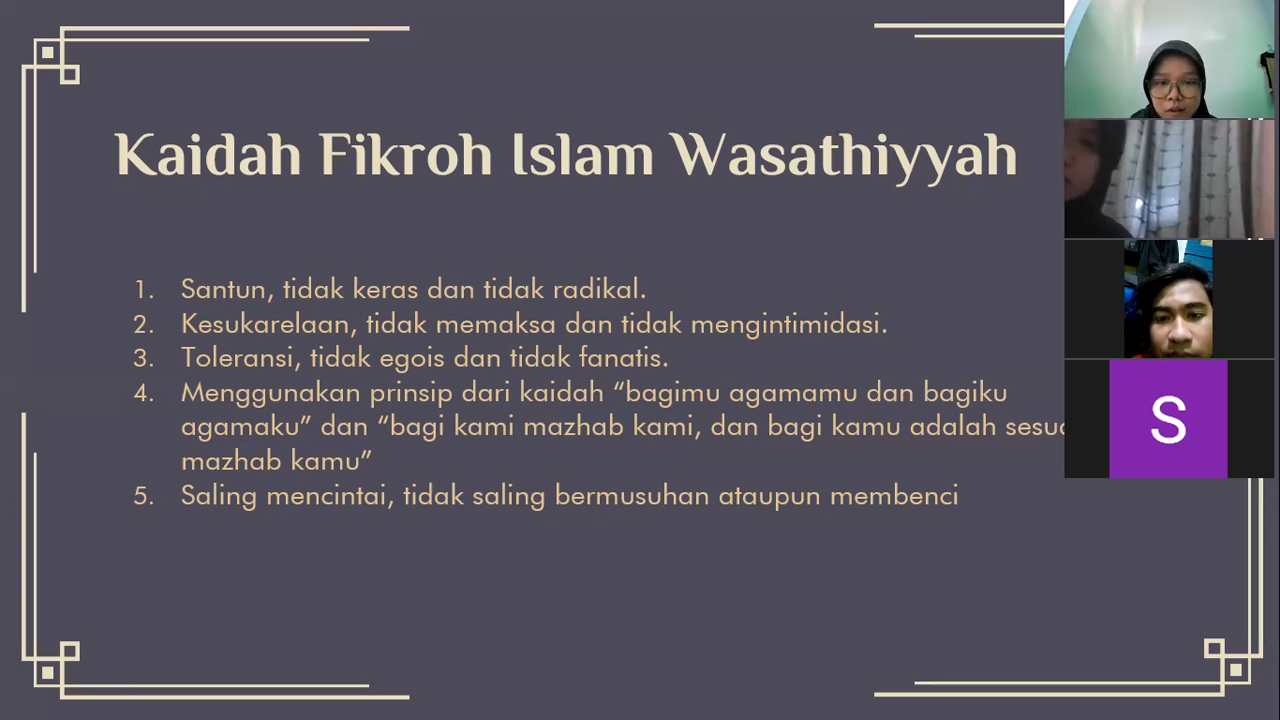 Kaidah Fikroh Islam Wasathiyyah
1. Santun, tidak keras dan tidak radikal.
2. Kesukarelaan, tidak memaksa dan tidak mengintimidasi.
3. Toleransi, tidak egois dan tidak fanatis.
4. Menggunakan prinsip dari kaidah “bagimu agamamu dan bagiku
agamaku” dan “bagi kami mazhab kami, dan bagi kamu adalah
mazhab kamu”
5. Saling mencintai, tidak saling bermusuhan ataupun membenci
S